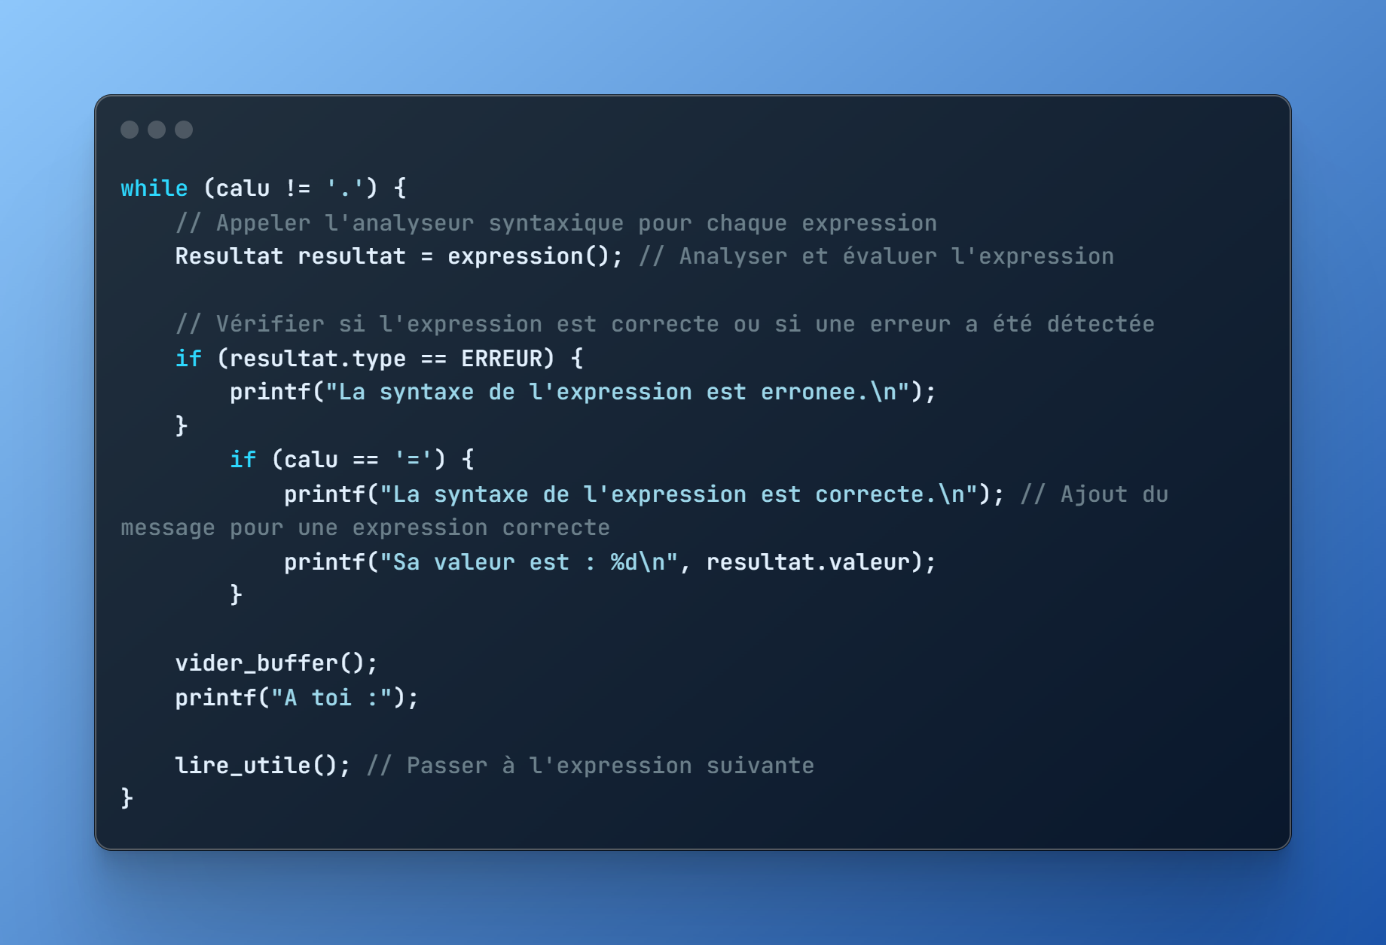 while (calu != '.') {
    // Appeler l'analyseur syntaxique pour chaque expression
    Resultat resultat = expression(); // Analyser et évaluer l'expression

    // Vérifier si l'expression est correcte ou si une erreur a été détectée
    if (resultat.type == ERREUR) {
        printf("La syntaxe de l'expression est erronee.\n");
    }
        if (calu == '=') {
            printf("La syntaxe de l'expression est correcte.\n"); // Ajout du
message pour une expression correcte
            printf("Sa valeur est : %d\n", resultat.valeur);
        }

    vider_buffer();
    printf("A toi :");

    lire_utile(); // Passer à l'expression suivante
}